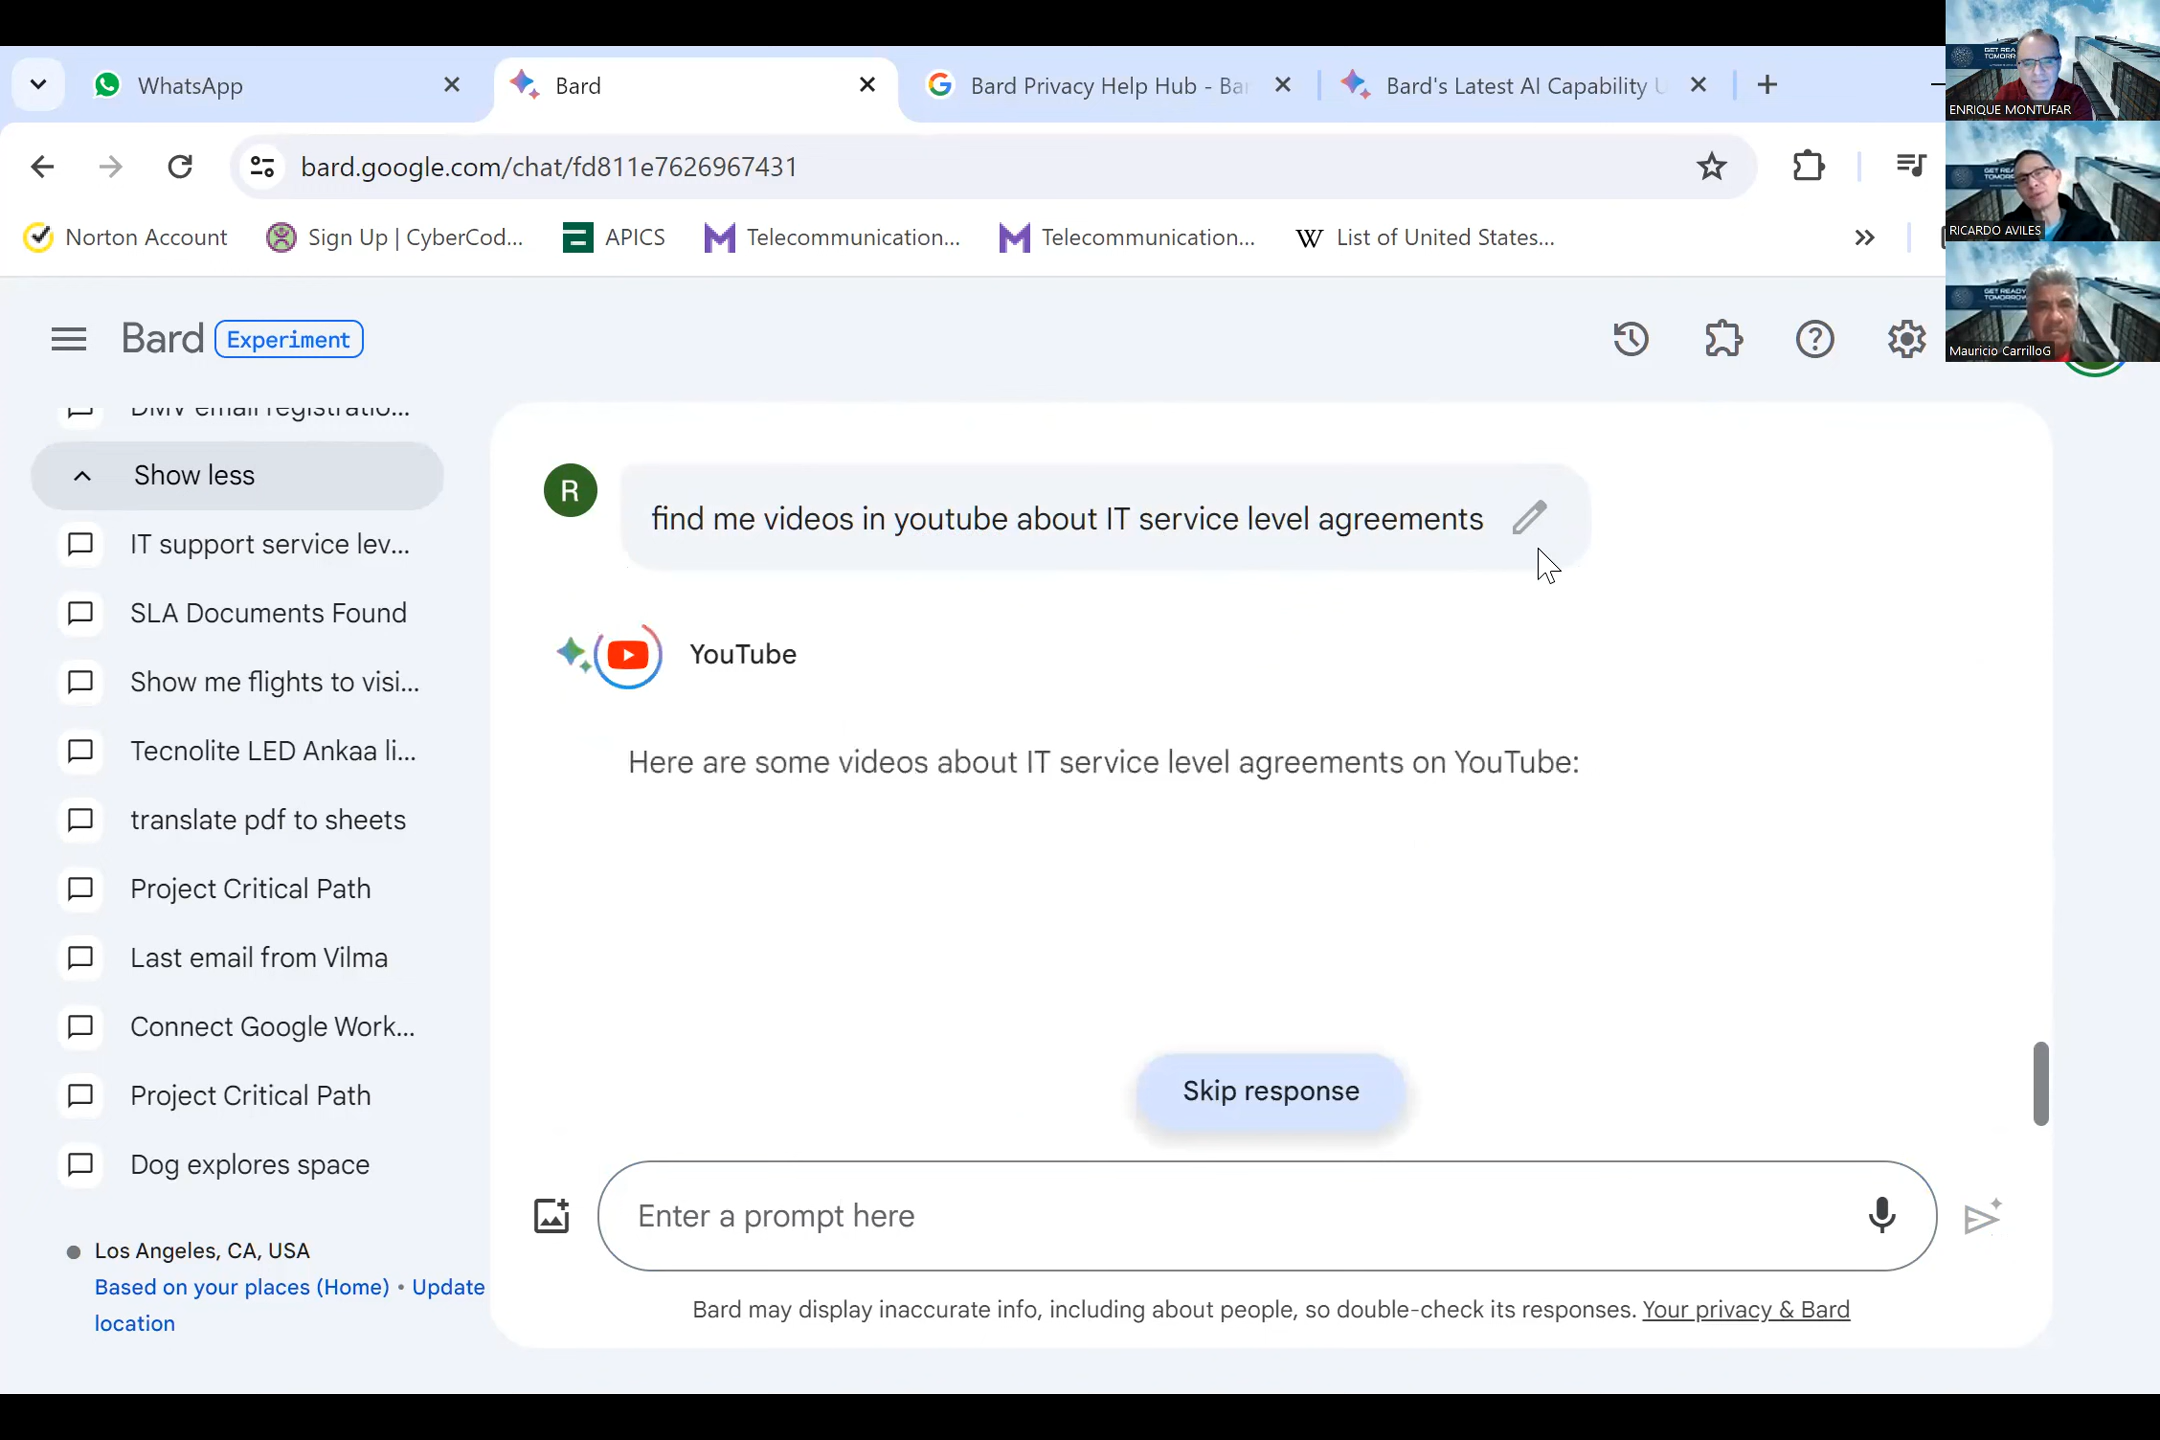 WhatsApp
Bard
Bard Privacy Help Hub - Ba
Bard's Latest AI Capability U
bard.google.com/chat/fd811e7626967431
Norton Account
Sign Up | CyberCod...
APICS
Telecommunication...
Telecommunication...
List of United States...
ENRIQUE MONTUFAR
RICARDO AVILES
Mauricio CarrilloG
Bard Experiment
DMV email registratio...
Show less
IT support service lev...
SLA Documents Found
Show me flights to visi...
Tecnolite LED Ankaa li...
translate pdf to sheets
Project Critical Path
Last email from Vilma
Connect Google Work...
Project Critical Path
Dog explores space
Los Angeles, CA, USA
Based on your places (Home) • Update
location
R
find me videos in youtube about IT service level agreements
YouTube
Here are some videos about IT service level agreements on YouTube:
Skip response
Enter a prompt here
Bard may display inaccurate info, including about people, so double-check its responses. Your privacy & Bard